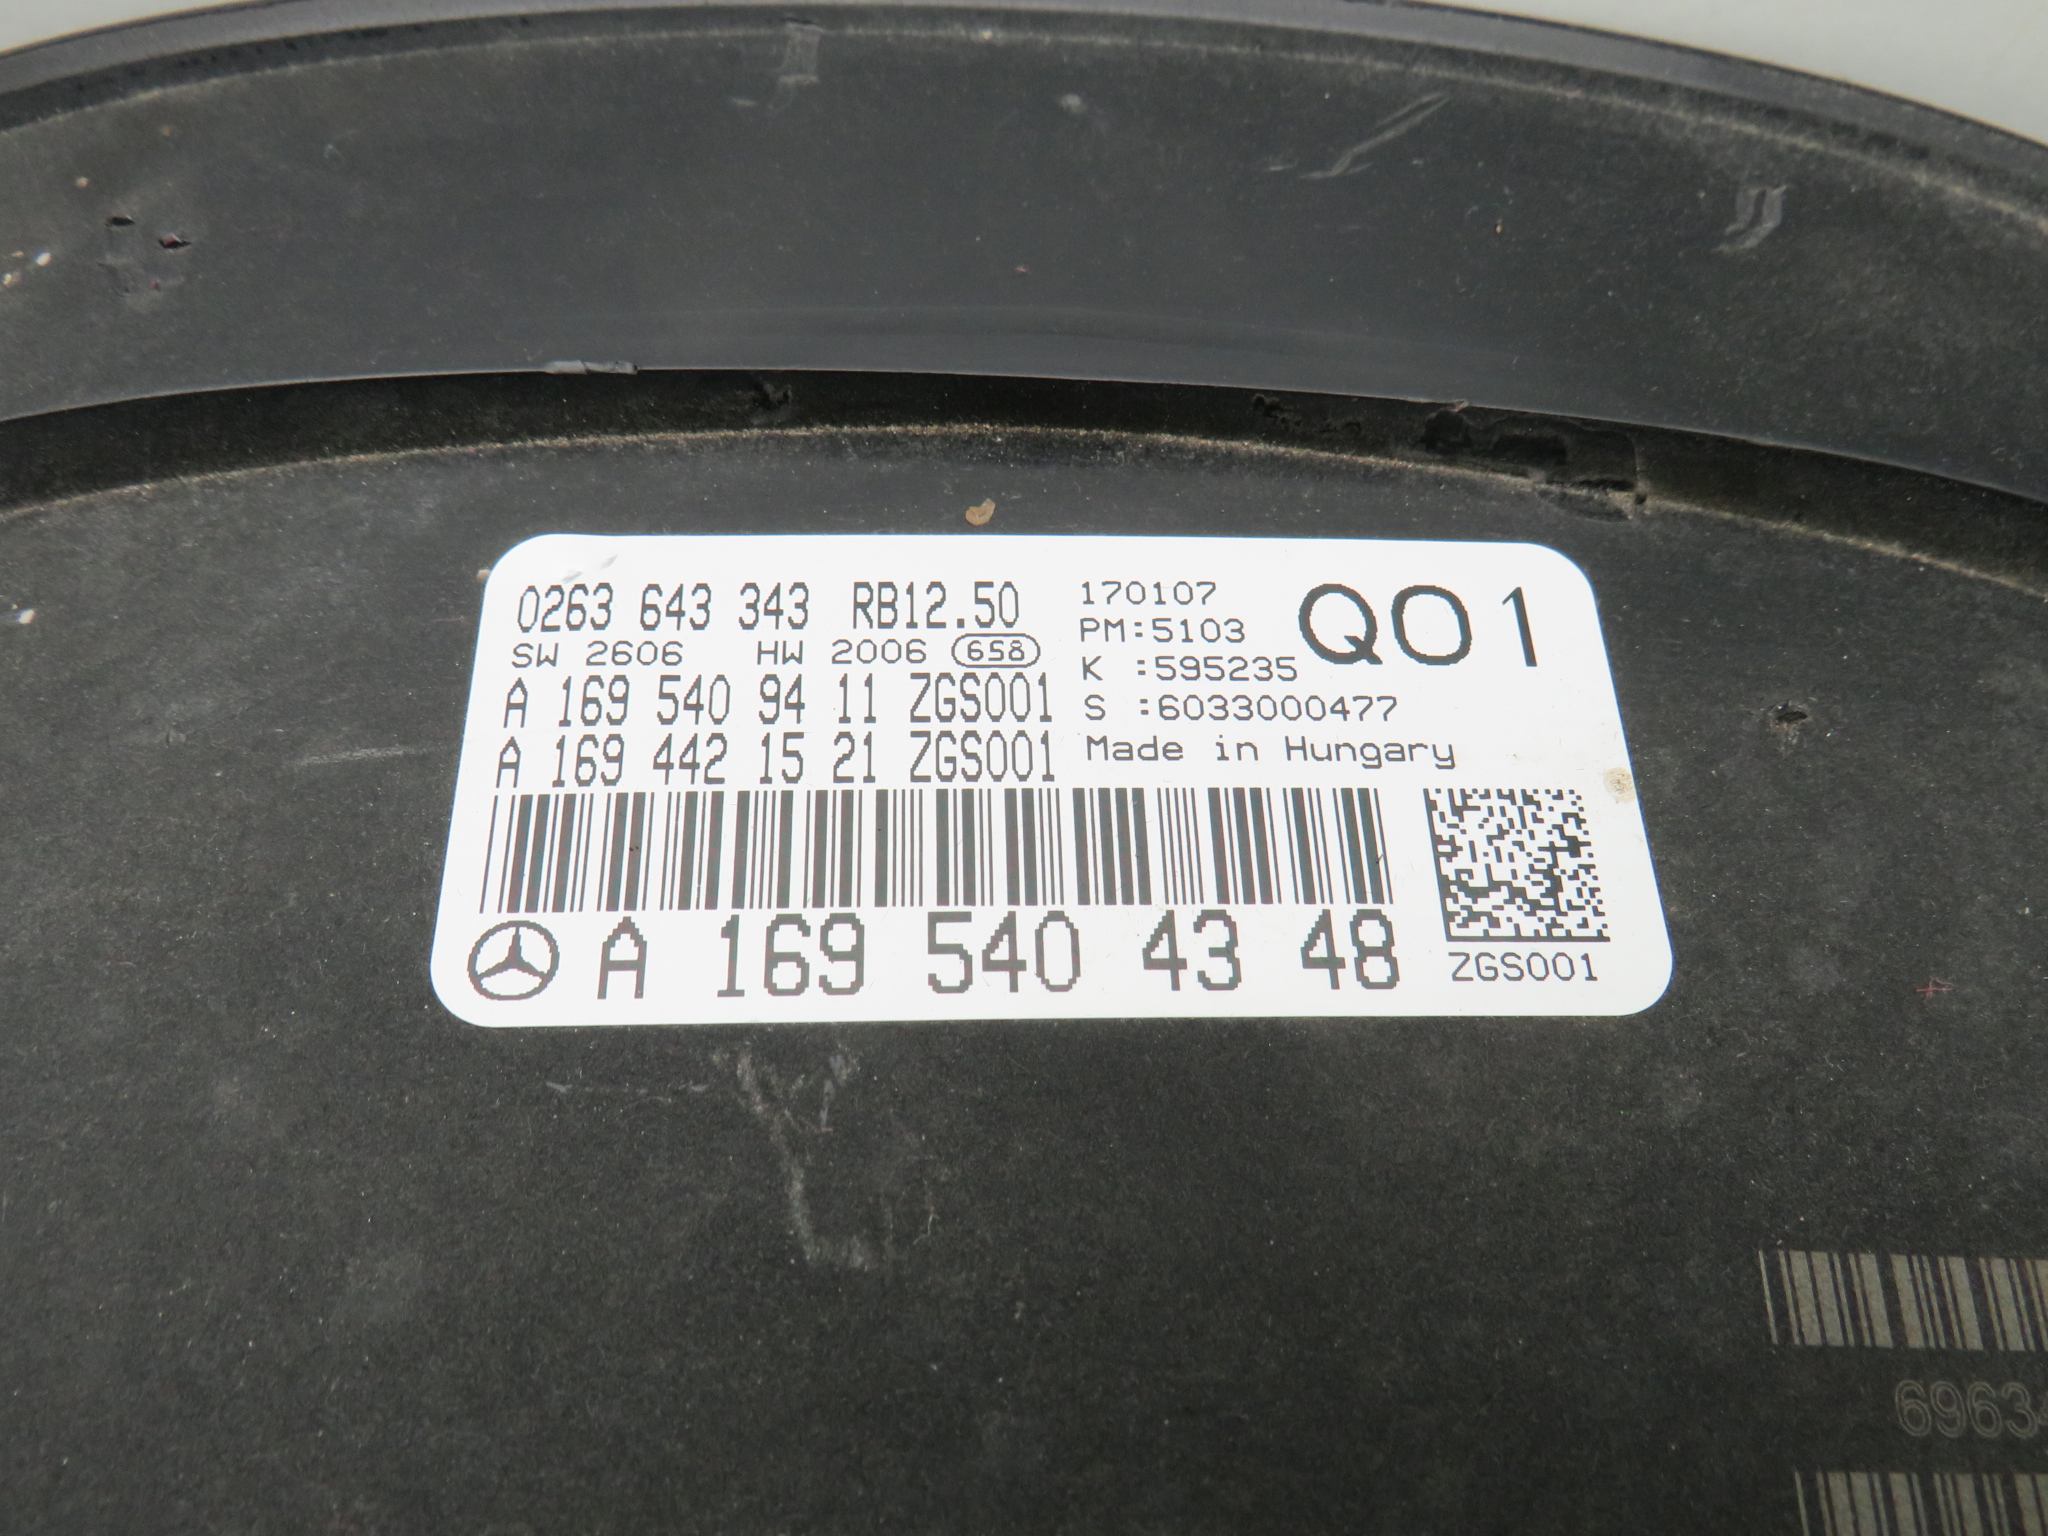 0263 643 343 RB12.50
SW 2606 HW 2006 658
A 169 540 94 11 ZGS001
A 169 442 15 21 ZGS001
170107
PM:5103
K :595235
S :6033000477
Made in Hungary
Q01
A 169 540 43 48
ZGS001
6963